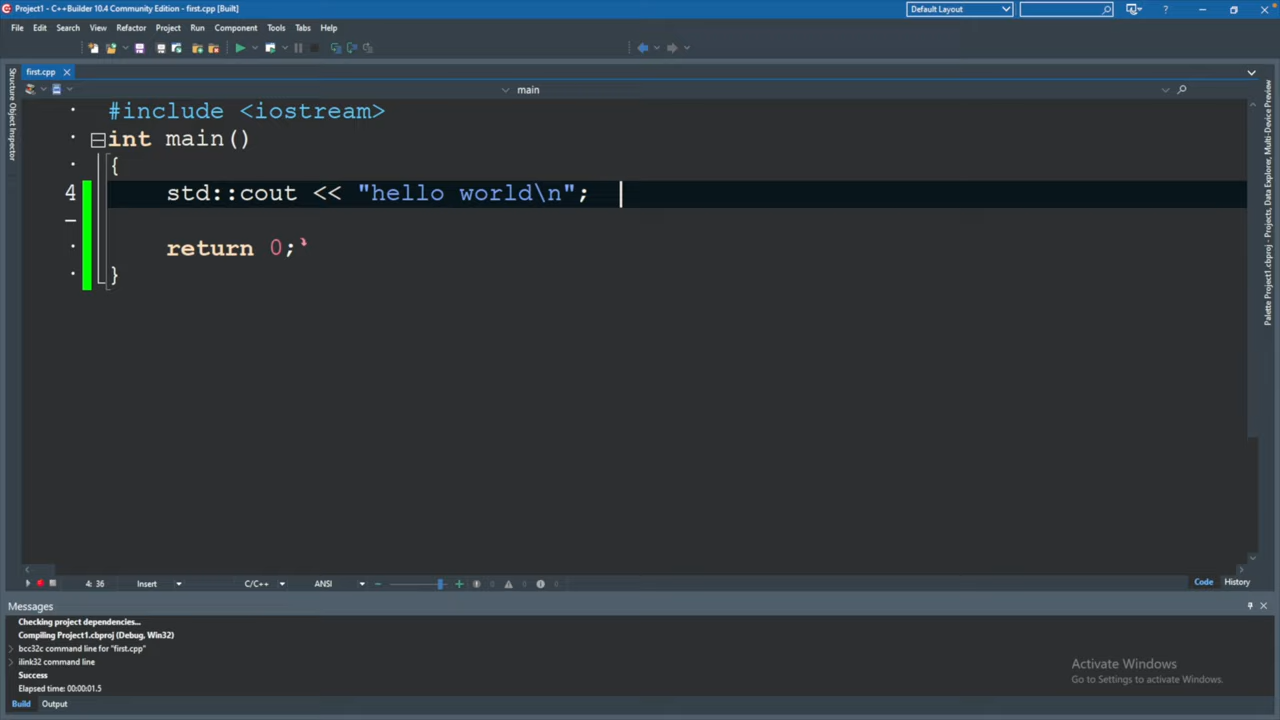 Project1 - C++Builder 10.4 Community Edition - first.cpp [Built]
Default Layout
?
File Edit Search View Refactor Project Run Component Tools Tabs Help
first.cpp
main
Structure Object Inspector
#include <iostream>
int main()
{
4 std::cout << "hello world\n";
return 0;
}
Palette Project1.cbproj - Projects, Data Explorer, Multi-Device Preview
4: 36 Insert C/C++ ANSI
Code History
Messages
Checking project dependencies...
Compiling Project1.cbproj (Debug, Win32)
bcc32c command line for "first.cpp"
ilink32 command line
Success
Elapsed time: 00:00:01.5
Build Output
Activate Windows
Go to Settings to activate Windows.